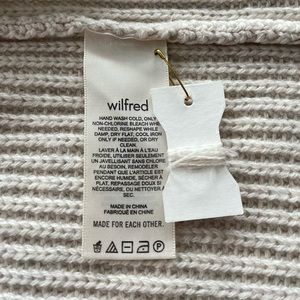 wilfred
HAND WASH COLD, ONLY
NON-CHLORINE BLEACH WHEN
NEEDED, RESHAPE WHILE
DAMP, DRY FLAT, COOL IRON
ONLY IF NEEDED, OR DRY
CLEAN.
LAVER À LA MAIN À L'EAU
FROIDE, UTILISER SEULEMENT
UN JAVELLISANT SANS CHLORE
AU BESOIN, REMODELER
PENDANT QUE L'ARTICLE EST
ENCORE HUMIDE, SÉCHER À
PLAT, REPASSAGE DOUX SI
NÉCESSAIRE, OU NETTOYER À
SEC.
MADE IN CHINA
FABRIQUÉ EN CHINE
MADE FOR EACH OTHER.
P